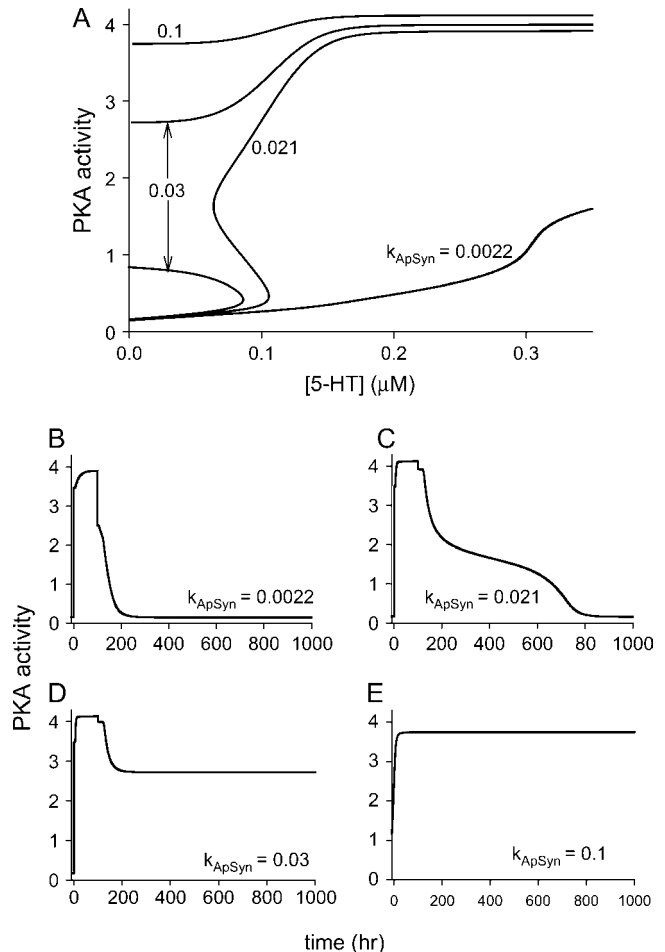 A
4
3
2
1
0
PKA activity
0.1
0.03
0.021
k_ApSyn = 0.0022
0.0
0.1
0.2
0.3
[5-HT] (μM)
B
4
3
2
1
0
k_ApSyn = 0.0022
0 200 400 600 800 1000
C
4
3
2
1
0
k_ApSyn = 0.021
0 200 400 600 800 1000
PKA activity
D
4
3
2
1
0
k_ApSyn = 0.03
0 200 400 600 800 1000
E
4
3
2
1
0
k_ApSyn = 0.1
0 200 400 600 800 1000
time (hr)